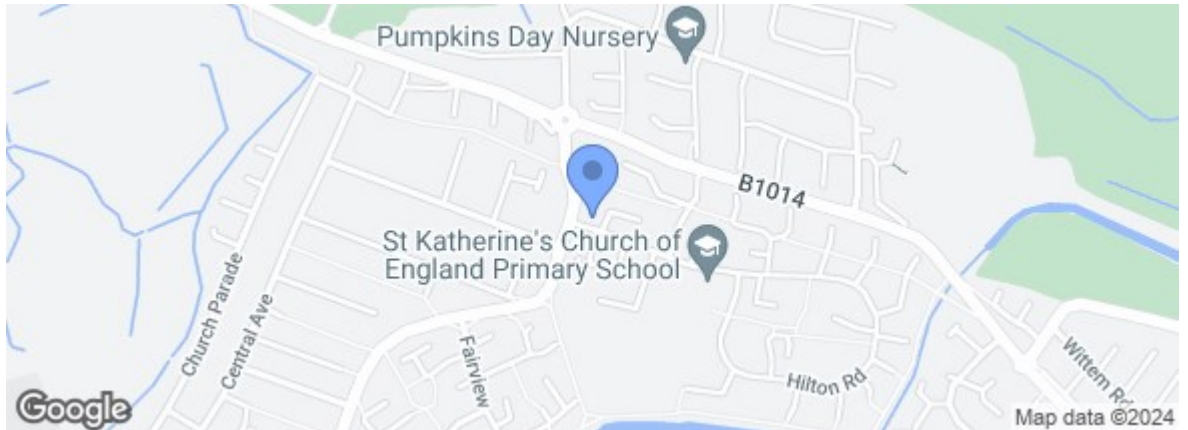 Pumpkins Day Nursery
B1014
St Katherine's Church of
England Primary School
Church Parade
Central Ave
Fairview
Hilton Rd
Wittem Rd
Google
Map data ©2024